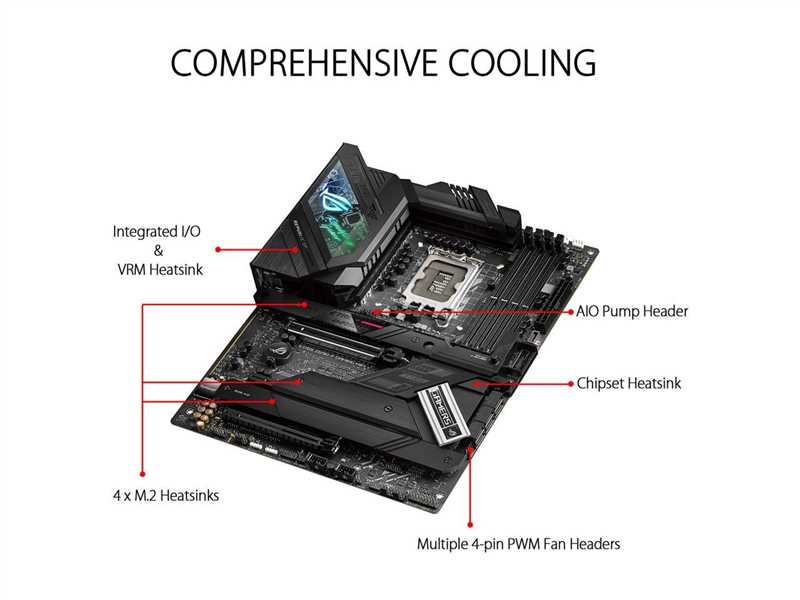 COMPREHENSIVE COOLING
Integrated I/O
&
VRM Heatsink
AIO Pump Header
Chipset Heatsink
GAMERS
4 x M.2 Heatsinks
Multiple 4-pin PWM Fan Headers